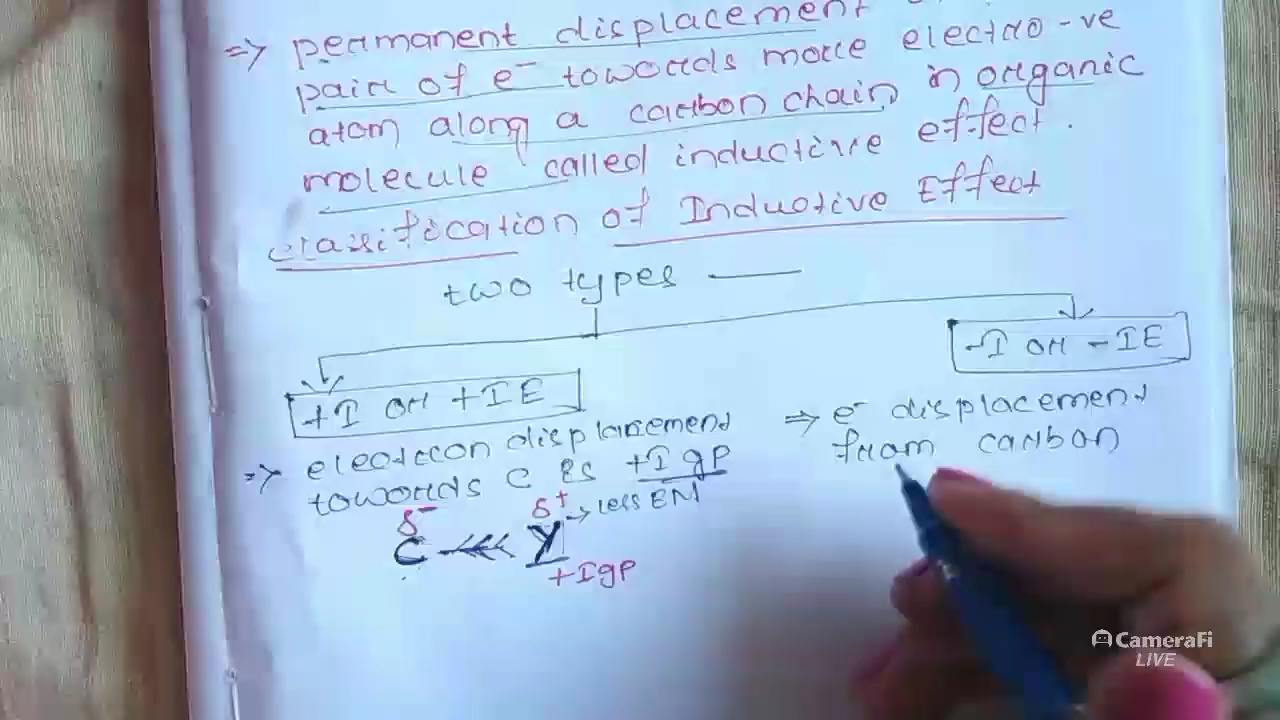 => permanent displacement
pair of e⁻ towards more electro -ve
atom along a carbon chain in organic
molecule called inductive effect.
classification of Inductive Effect
two types ——
+I OR +IE
-I OR -IE
=> electron displacement
towards C is +I gp
δ⁻ δ⁺ → less EN
C <<< Y
+I gp
=> e⁻ displacement
from carbon
CameraFi
LIVE